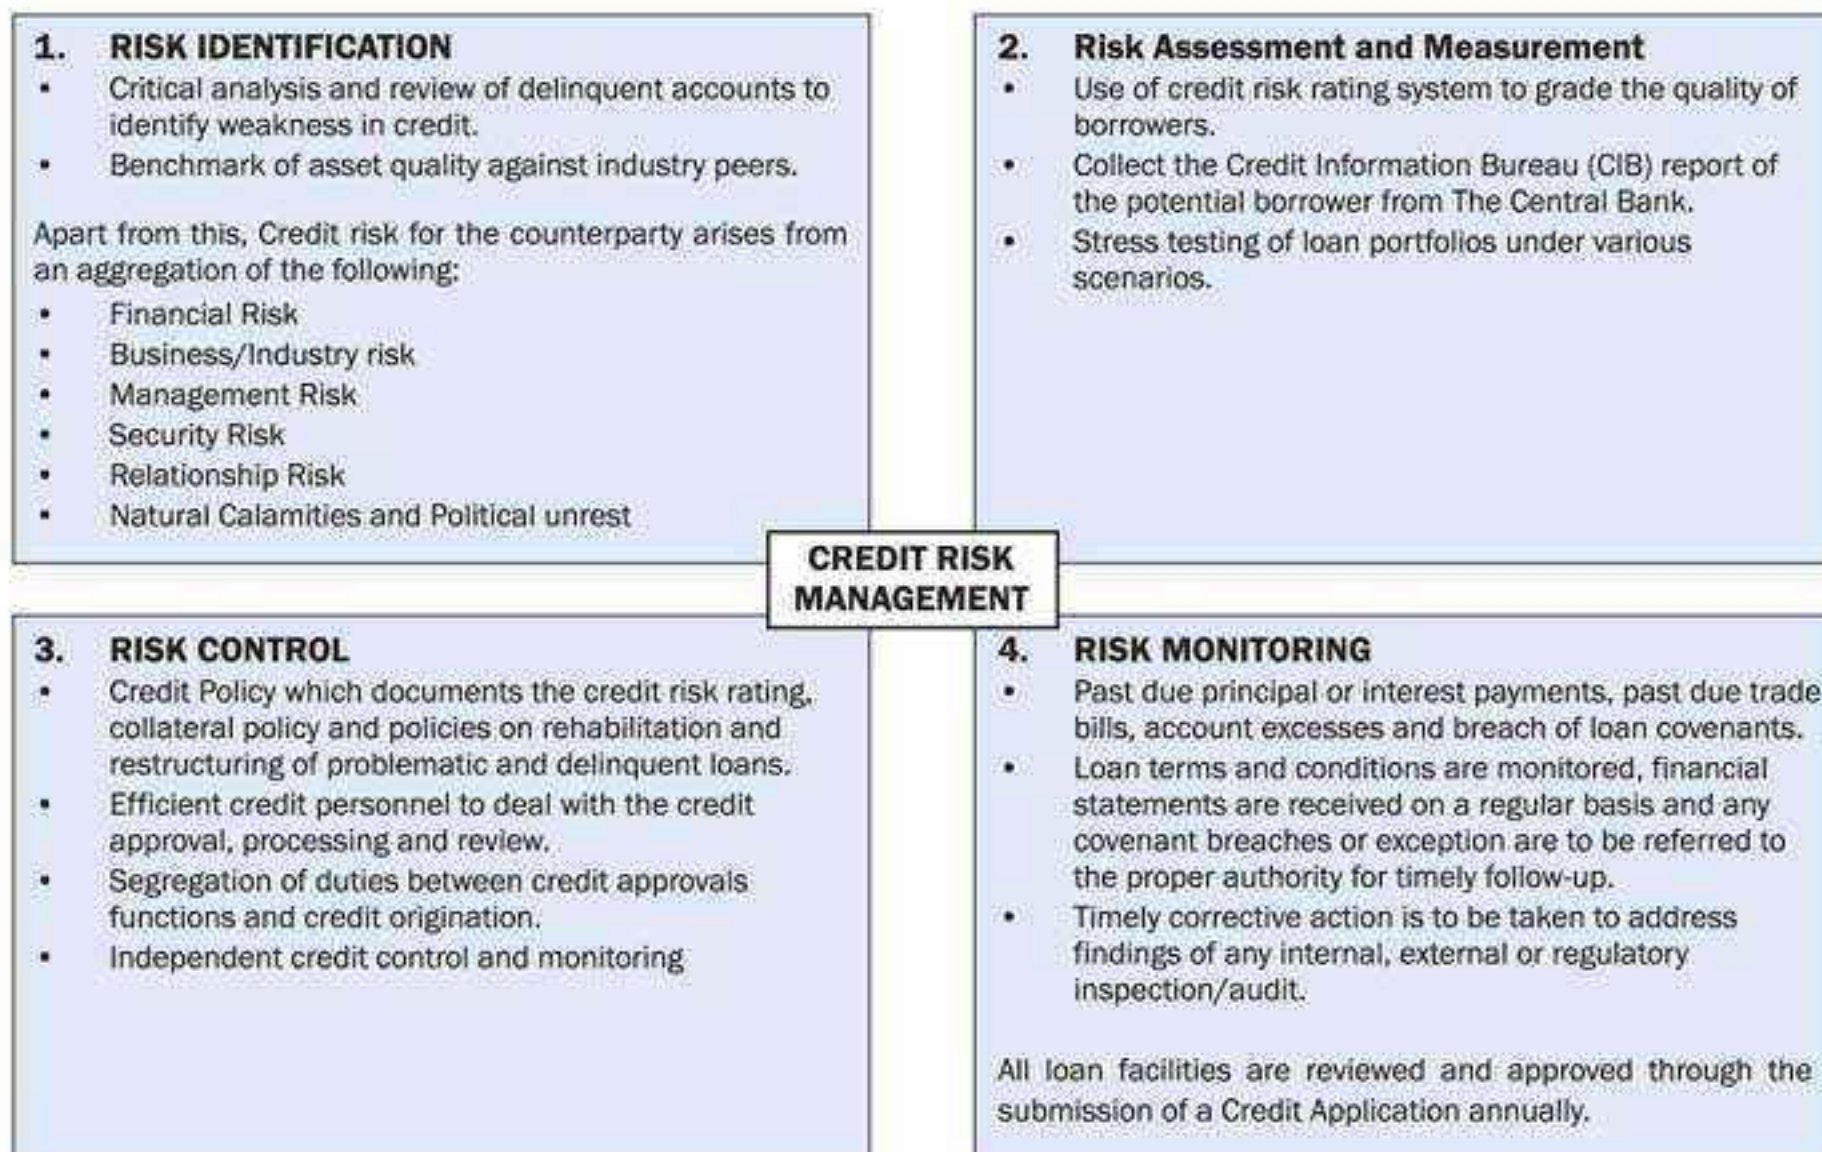 1. RISK IDENTIFICATION
• Critical analysis and review of delinquent accounts to
identify weakness in credit.
• Benchmark of asset quality against industry peers.
Apart from this, Credit risk for the counterparty arises from
an aggregation of the following:
• Financial Risk
• Business/Industry risk
• Management Risk
• Security Risk
• Relationship Risk
• Natural Calamities and Political unrest
2. Risk Assessment and Measurement
• Use of credit risk rating system to grade the quality of
borrowers.
• Collect the Credit Information Bureau (CIB) report of
the potential borrower from The Central Bank.
• Stress testing of loan portfolios under various
scenarios.
CREDIT RISK
MANAGEMENT
3. RISK CONTROL
• Credit Policy which documents the credit risk rating,
collateral policy and policies on rehabilitation and
restructuring of problematic and delinquent loans.
• Efficient credit personnel to deal with the credit
approval, processing and review.
• Segregation of duties between credit approvals
functions and credit origination.
• Independent credit control and monitoring
4. RISK MONITORING
• Past due principal or interest payments, past due trade
bills, account excesses and breach of loan covenants.
• Loan terms and conditions are monitored, financial
statements are received on a regular basis and any
covenant breaches or exception are to be referred to
the proper authority for timely follow-up.
• Timely corrective action is to be taken to address
findings of any internal, external or regulatory
inspection/audit.
All loan facilities are reviewed and approved through the
submission of a Credit Application annually.